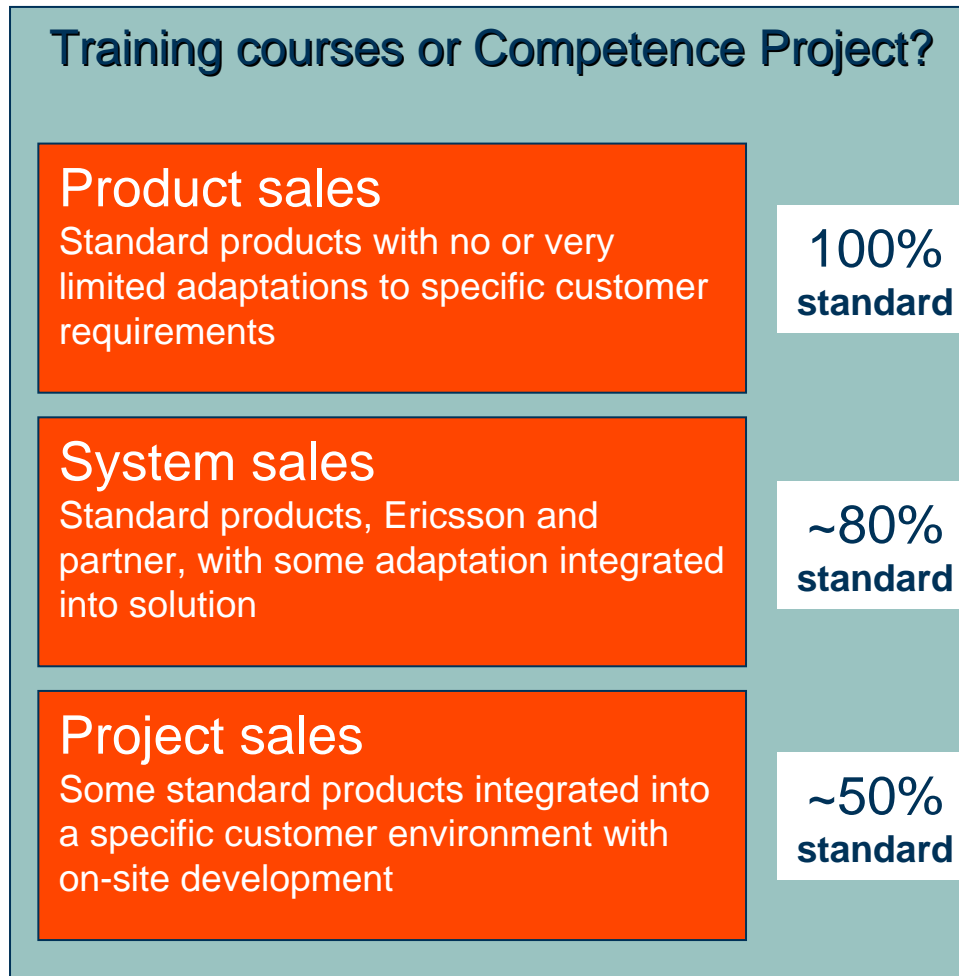 Training courses or Competence Project?
Product sales
Standard products with no or very
limited adaptations to specific customer
requirements
100%
standard
System sales
Standard products, Ericsson and
partner, with some adaptation integrated
into solution
~80%
standard
Project sales
Some standard products integrated into
a specific customer environment with
on-site development
~50%
standard